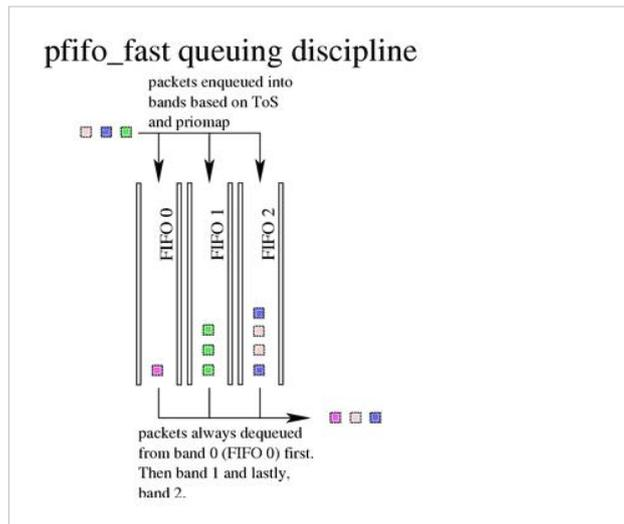 pfifo_fast queuing discipline
packets enqueued into
bands based on ToS
and priomap
FIFO 0
FIFO 1
FIFO 2
packets always dequeued
from band 0 (FIFO 0) first.
Then band 1 and lastly,
band 2.